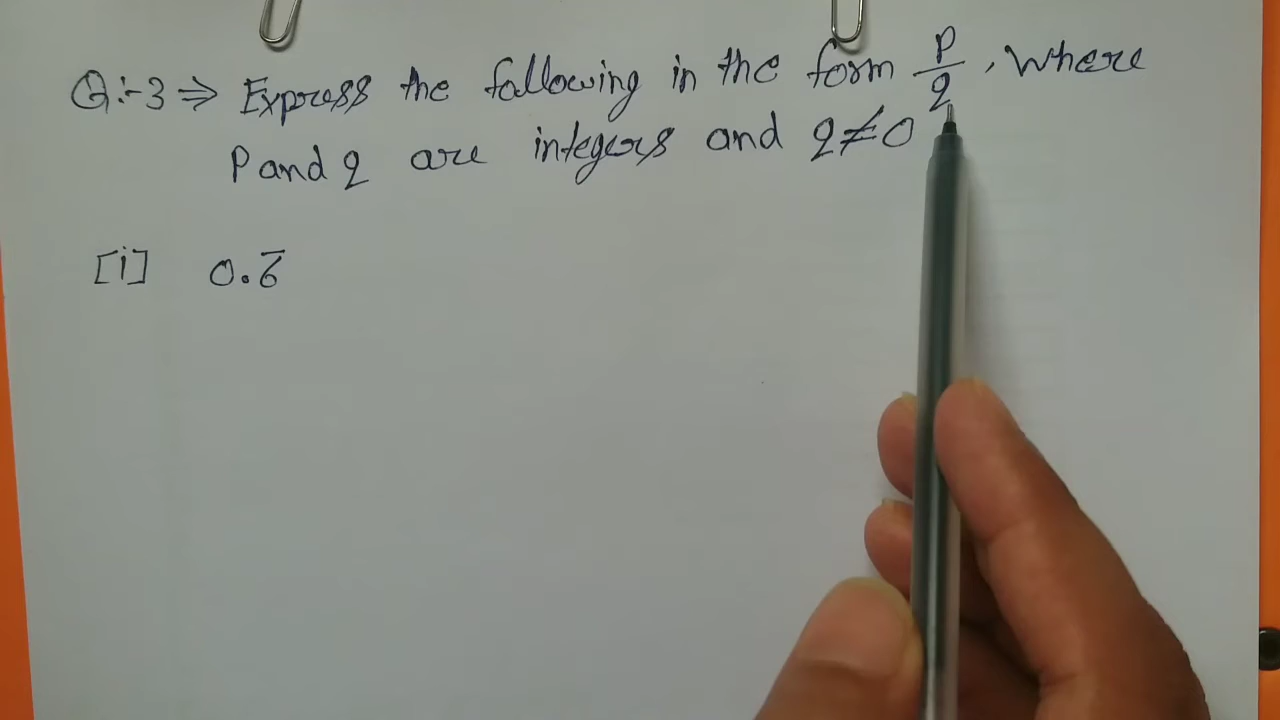 Q:-3 ⇒ Express the following in the form P/q, where
P and q are integers and q≠0
[i] 0.6̅